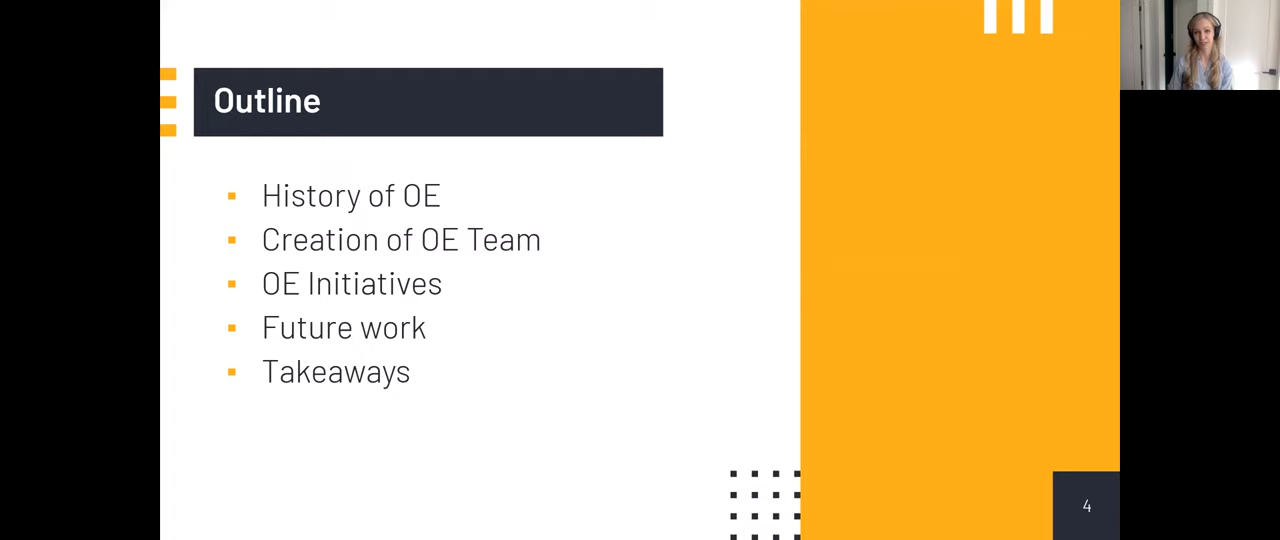 Outline
History of OE
Creation of OE Team
OE Initiatives
Future work
Takeaways
4